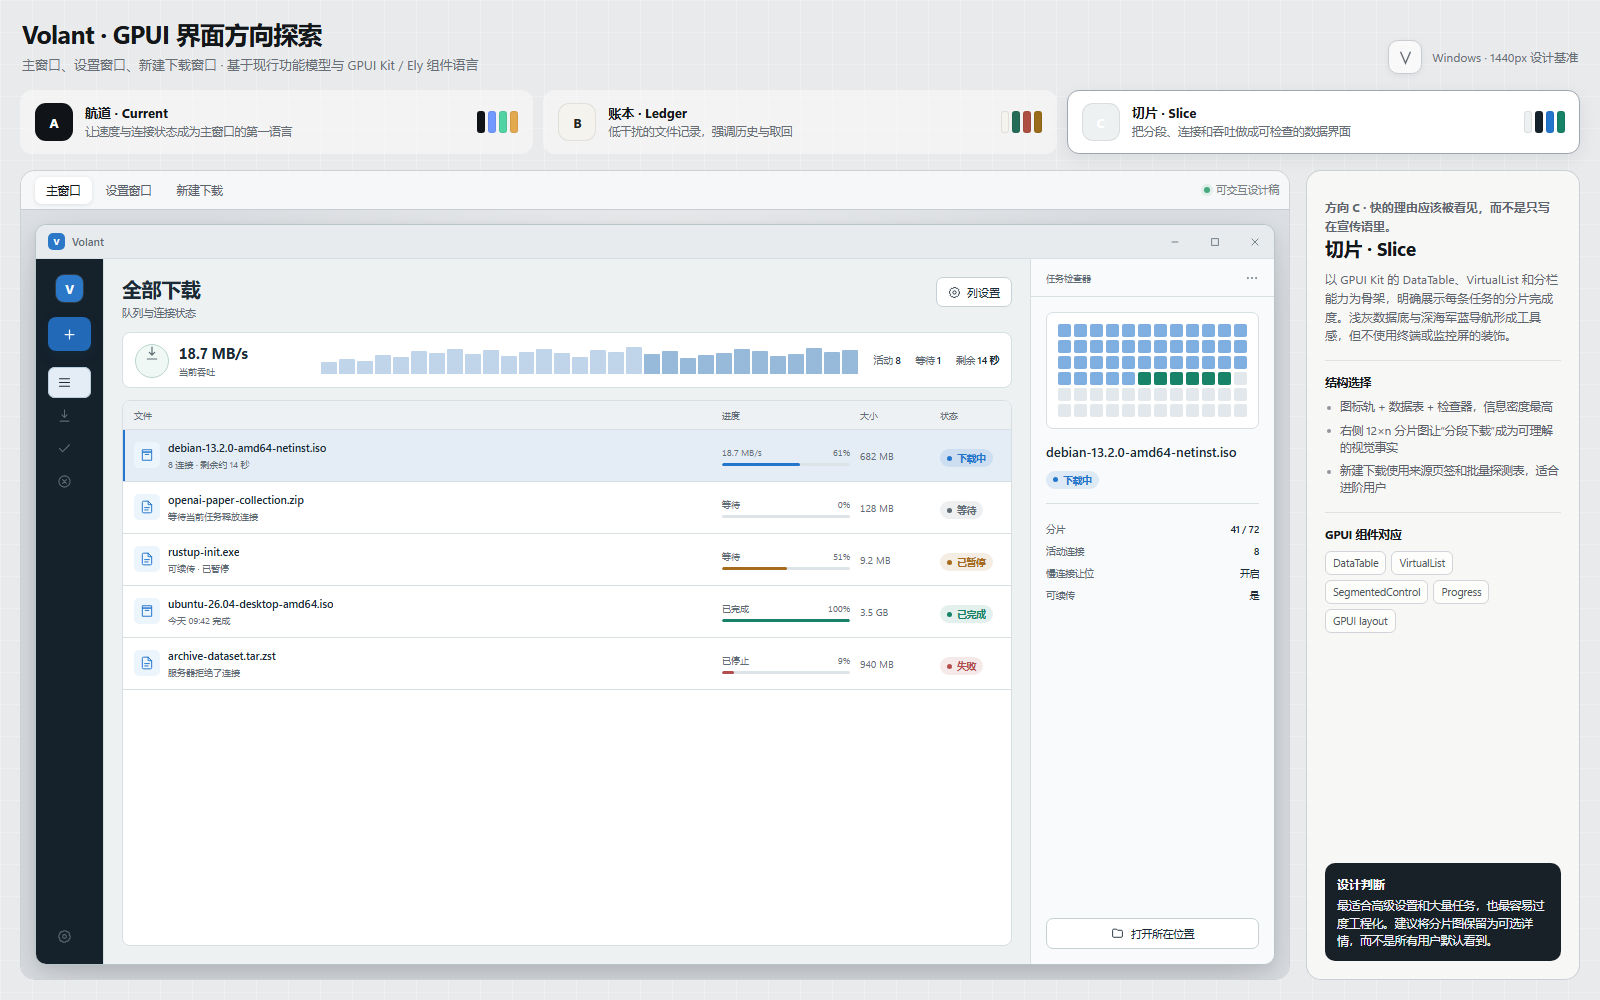 Volant · GPUI 界面方向探索
主窗口、设置窗口、新建下载窗口 · 基于现行功能模型与 GPUI Kit / Ely 组件语言
V
Windows · 1440px 设计基准
A
航道 · Current
让速度与连接状态成为主窗口的第一语言
B
账本 · Ledger
低干扰的文件记录，强调历史与取回
C
切片 · Slice
把分段、连接和吞吐做成可检查的数据界面
主窗口
设置窗口
新建下载
可交互设计稿
V
Volant
V
全部下载
队列与连接状态
列设置
18.7 MB/s
当前吞吐
活动 8
等待 1
剩余 14 秒
文件
进度
大小
状态
debian-13.2.0-amd64-netinst.iso
8 连接 · 剩余约 14 秒
18.7 MB/s
61%
682 MB
下载中
openai-paper-collection.zip
等待当前任务释放连接
等待
0%
128 MB
等待
rustup-init.exe
可续传 · 已暂停
等待
51%
9.2 MB
已暂停
ubuntu-26.04-desktop-amd64.iso
今天 09:42 完成
已完成
100%
3.5 GB
已完成
archive-dataset.tar.zst
服务器拒绝了连接
已停止
9%
940 MB
失败
任务检查器
debian-13.2.0-amd64-netinst.iso
下载中
分片
41 / 72
活动连接
8
慢连接让位
开启
可续传
是
打开所在位置
方向 C · 快的理由应该被看见，而不是只写
在宣传语里。
切片 · Slice
以 GPUI Kit 的 DataTable、VirtualList 和分栏
能力为骨架，明确展示每条任务的分片完成
度。浅灰数据底与深海军蓝导航形成工具
感，但不使用终端或监控屏的装饰。
结构选择
图标轨 + 数据表 + 检查器，信息密度最高
右侧 12×n 分片图让“分段下载”成为可理解
的视觉事实
新建下载使用来源页签和批量探测表，适合
进阶用户
GPUI 组件对应
DataTable
VirtualList
SegmentedControl
Progress
GPUI layout
设计判断
最适合高级设置和大量任务，也最容易过
度工程化。建议将分片图保留为可选详
情，而不是所有用户默认看到。